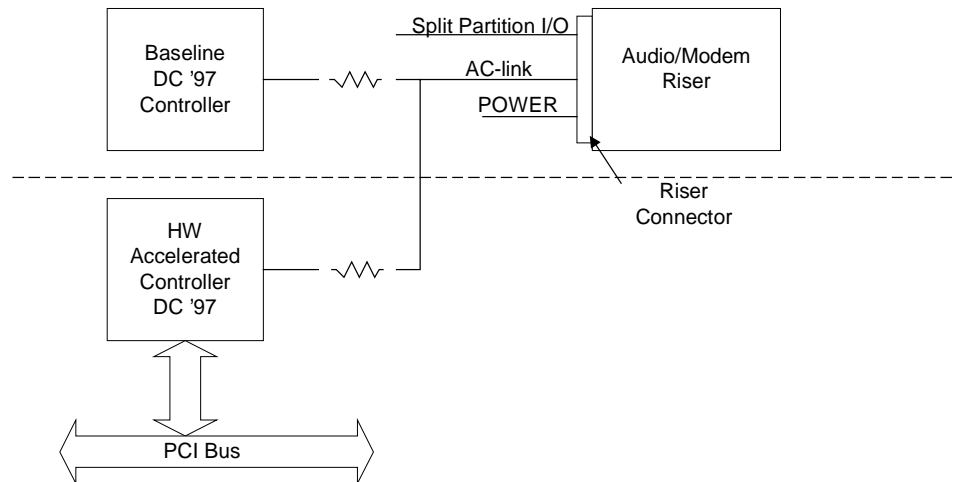 Split Partition I/O
Baseline
DC '97
Controller
AC-link
Audio/Modem
Riser
POWER
Riser
Connector
HW
Accelerated
Controller
DC '97
PCI Bus